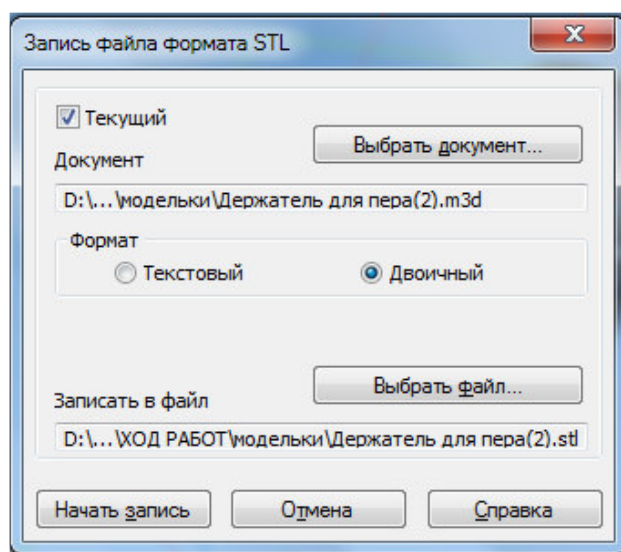 Запись файла формата STL
Текущий
Выбрать документ...
Документ
D:\...\модельки\Держатель для пера(2).m3d
Формат
Текстовый Двоичный
Выбрать файл...
Записать в файл
D:\...\ХОД РАБОТ\модельки\Держатель для пера(2).stl
Начать запись Отмена Справка